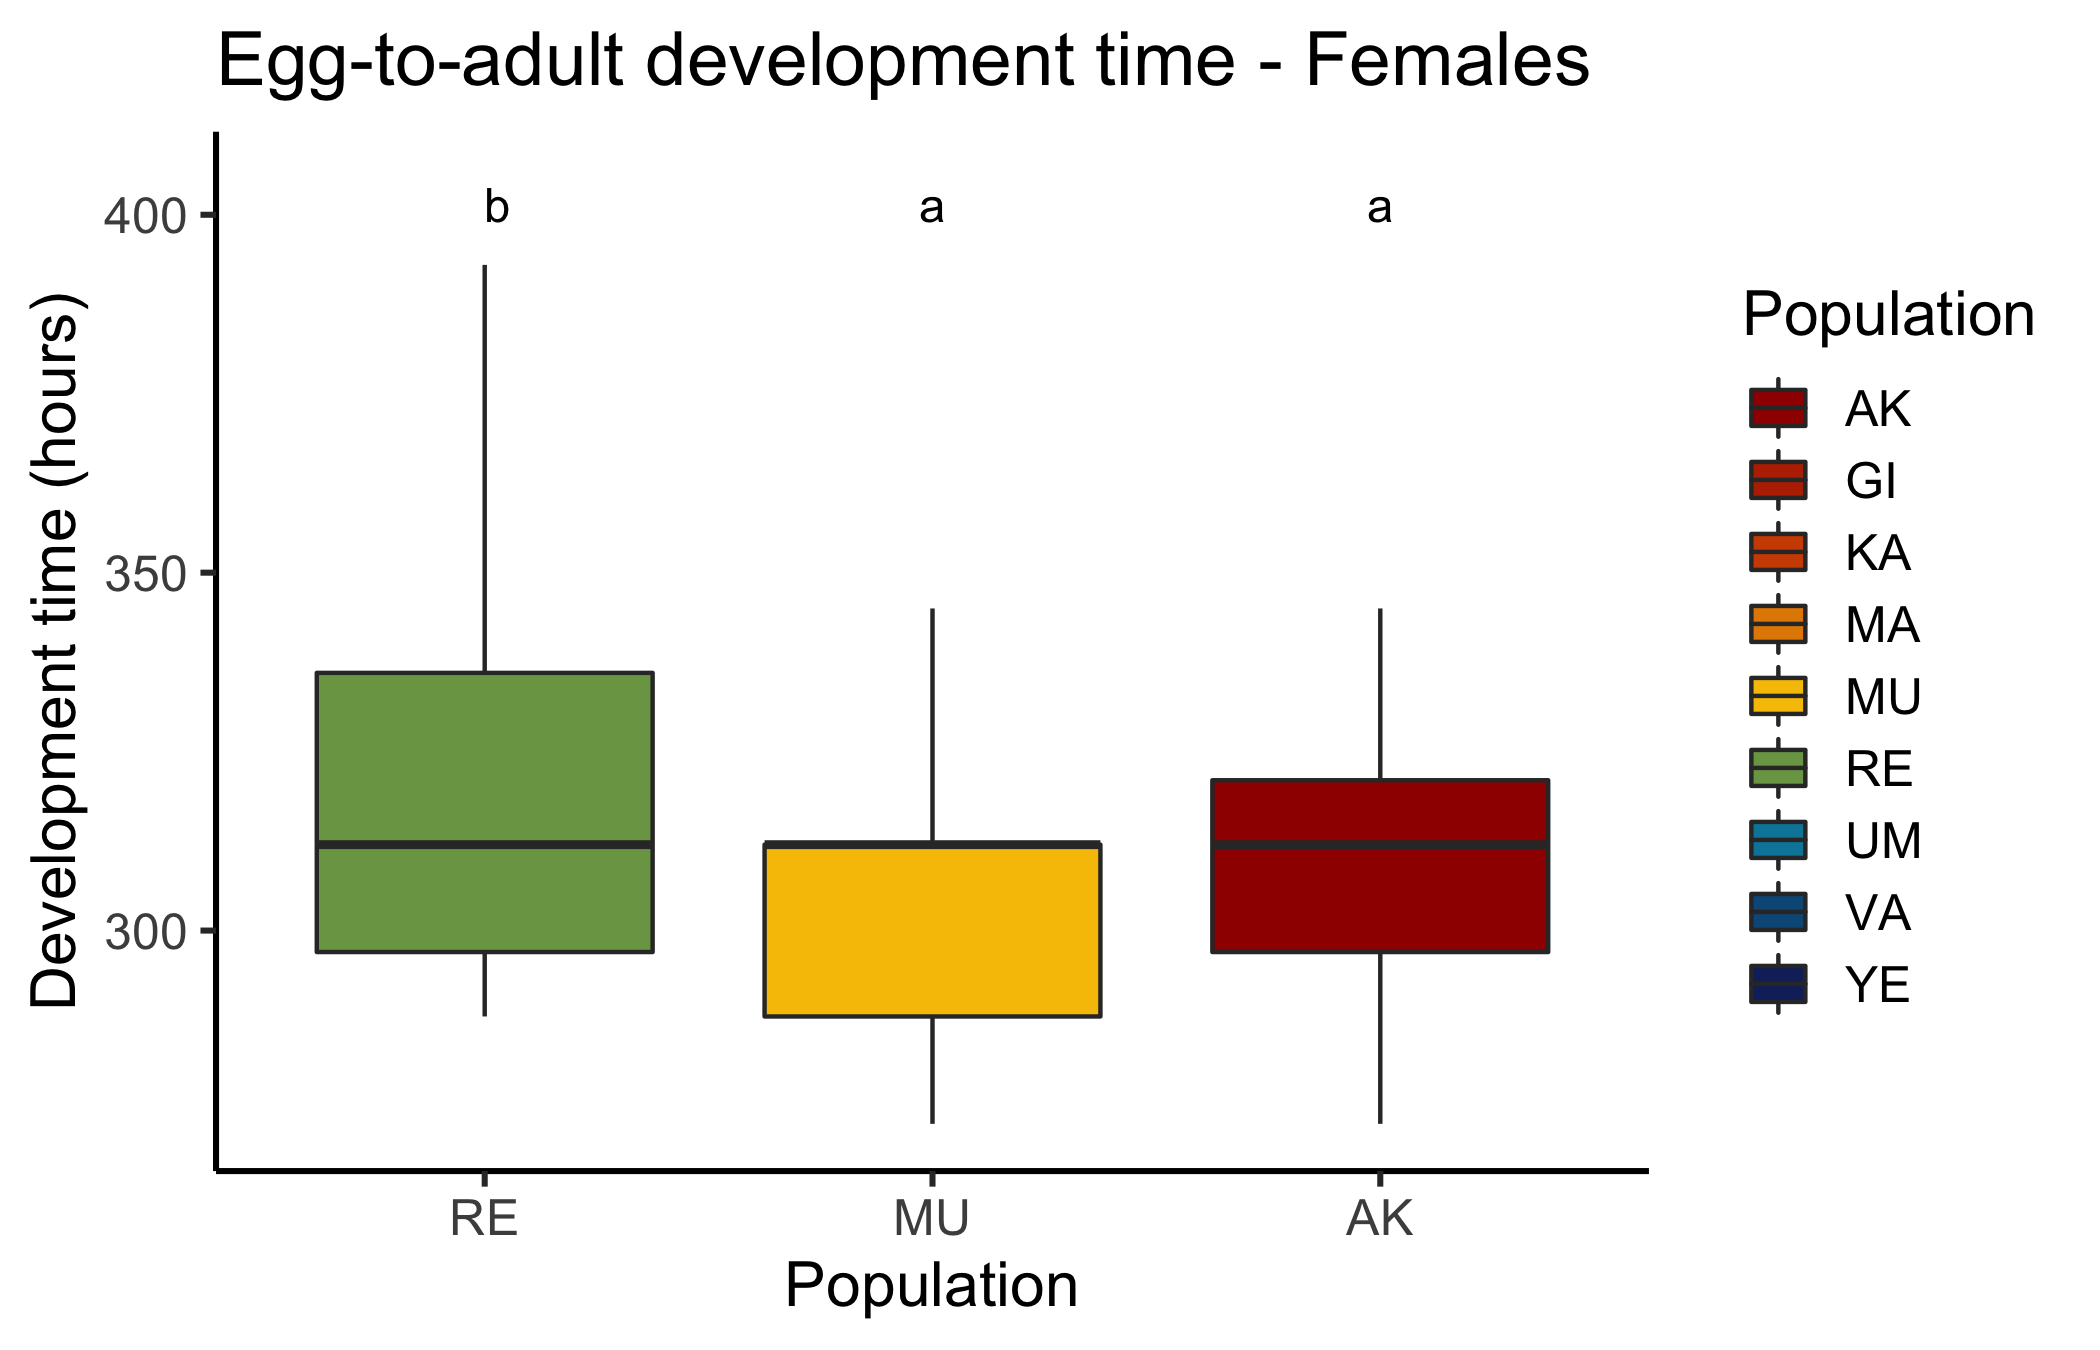 Egg-to-adult development time - Females
Development time (hours)
400
350
300
b
a
a
RE
MU
AK
Population
Population
AK
GI
KA
MA
MU
RE
UM
VA
YE